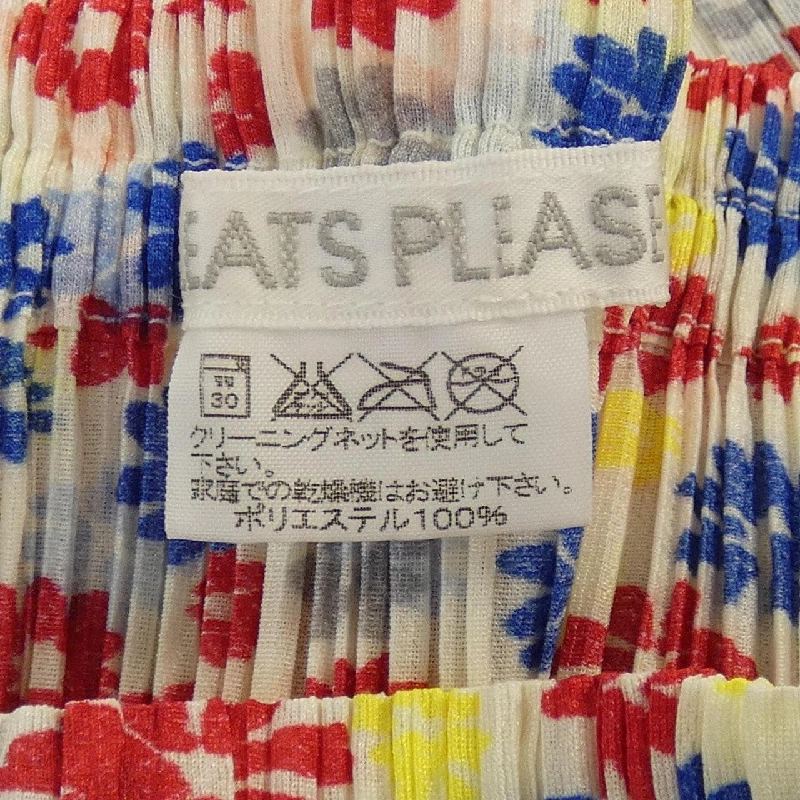 EATS PLEASE
弱
30
クリーニングネットを使用して
下さい。
家庭での乾燥機はお避け下さい。
ポリエステル100%